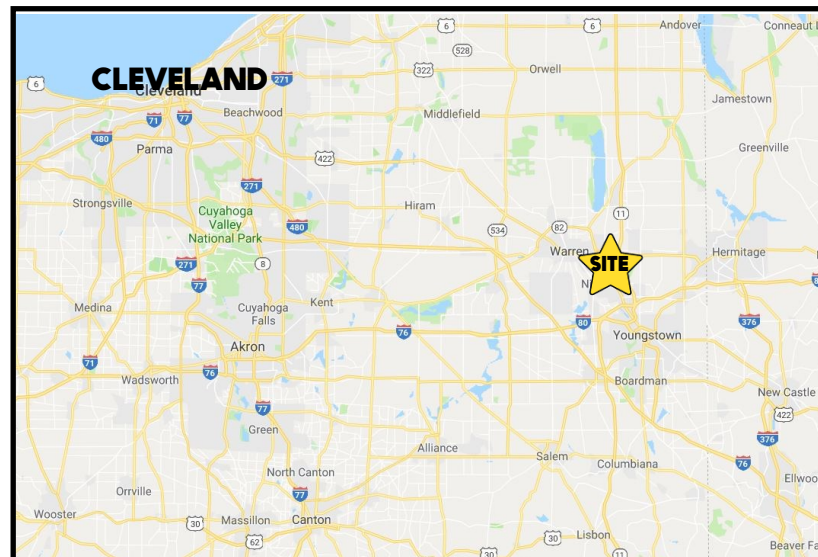 6
6
Andover
Conneaut L
528
322
Orwell
CLEVELAND
Cleveland
271
6
Jamestown
Beachwood
Middlefield
71
77
480
Parma
422
Greenville
271
Strongsville
Hiram
Cuyahoga
Valley
National Park
480
11
534
82
Warren
Hermitage
SITE
271
8
N
77
Medina
Cuyahoga
Falls
Kent
80
376
76
Youngstown
Akron
71
76
Wadsworth
Boardman
New Castle
77
422
Green
376
Alliance
Salem
Columbiana
76
North Canton
Ellwoo
Orrville
77
Wooster
30
Massillon
Canton
62
30
30
Lisbon
11
Beaver Fa